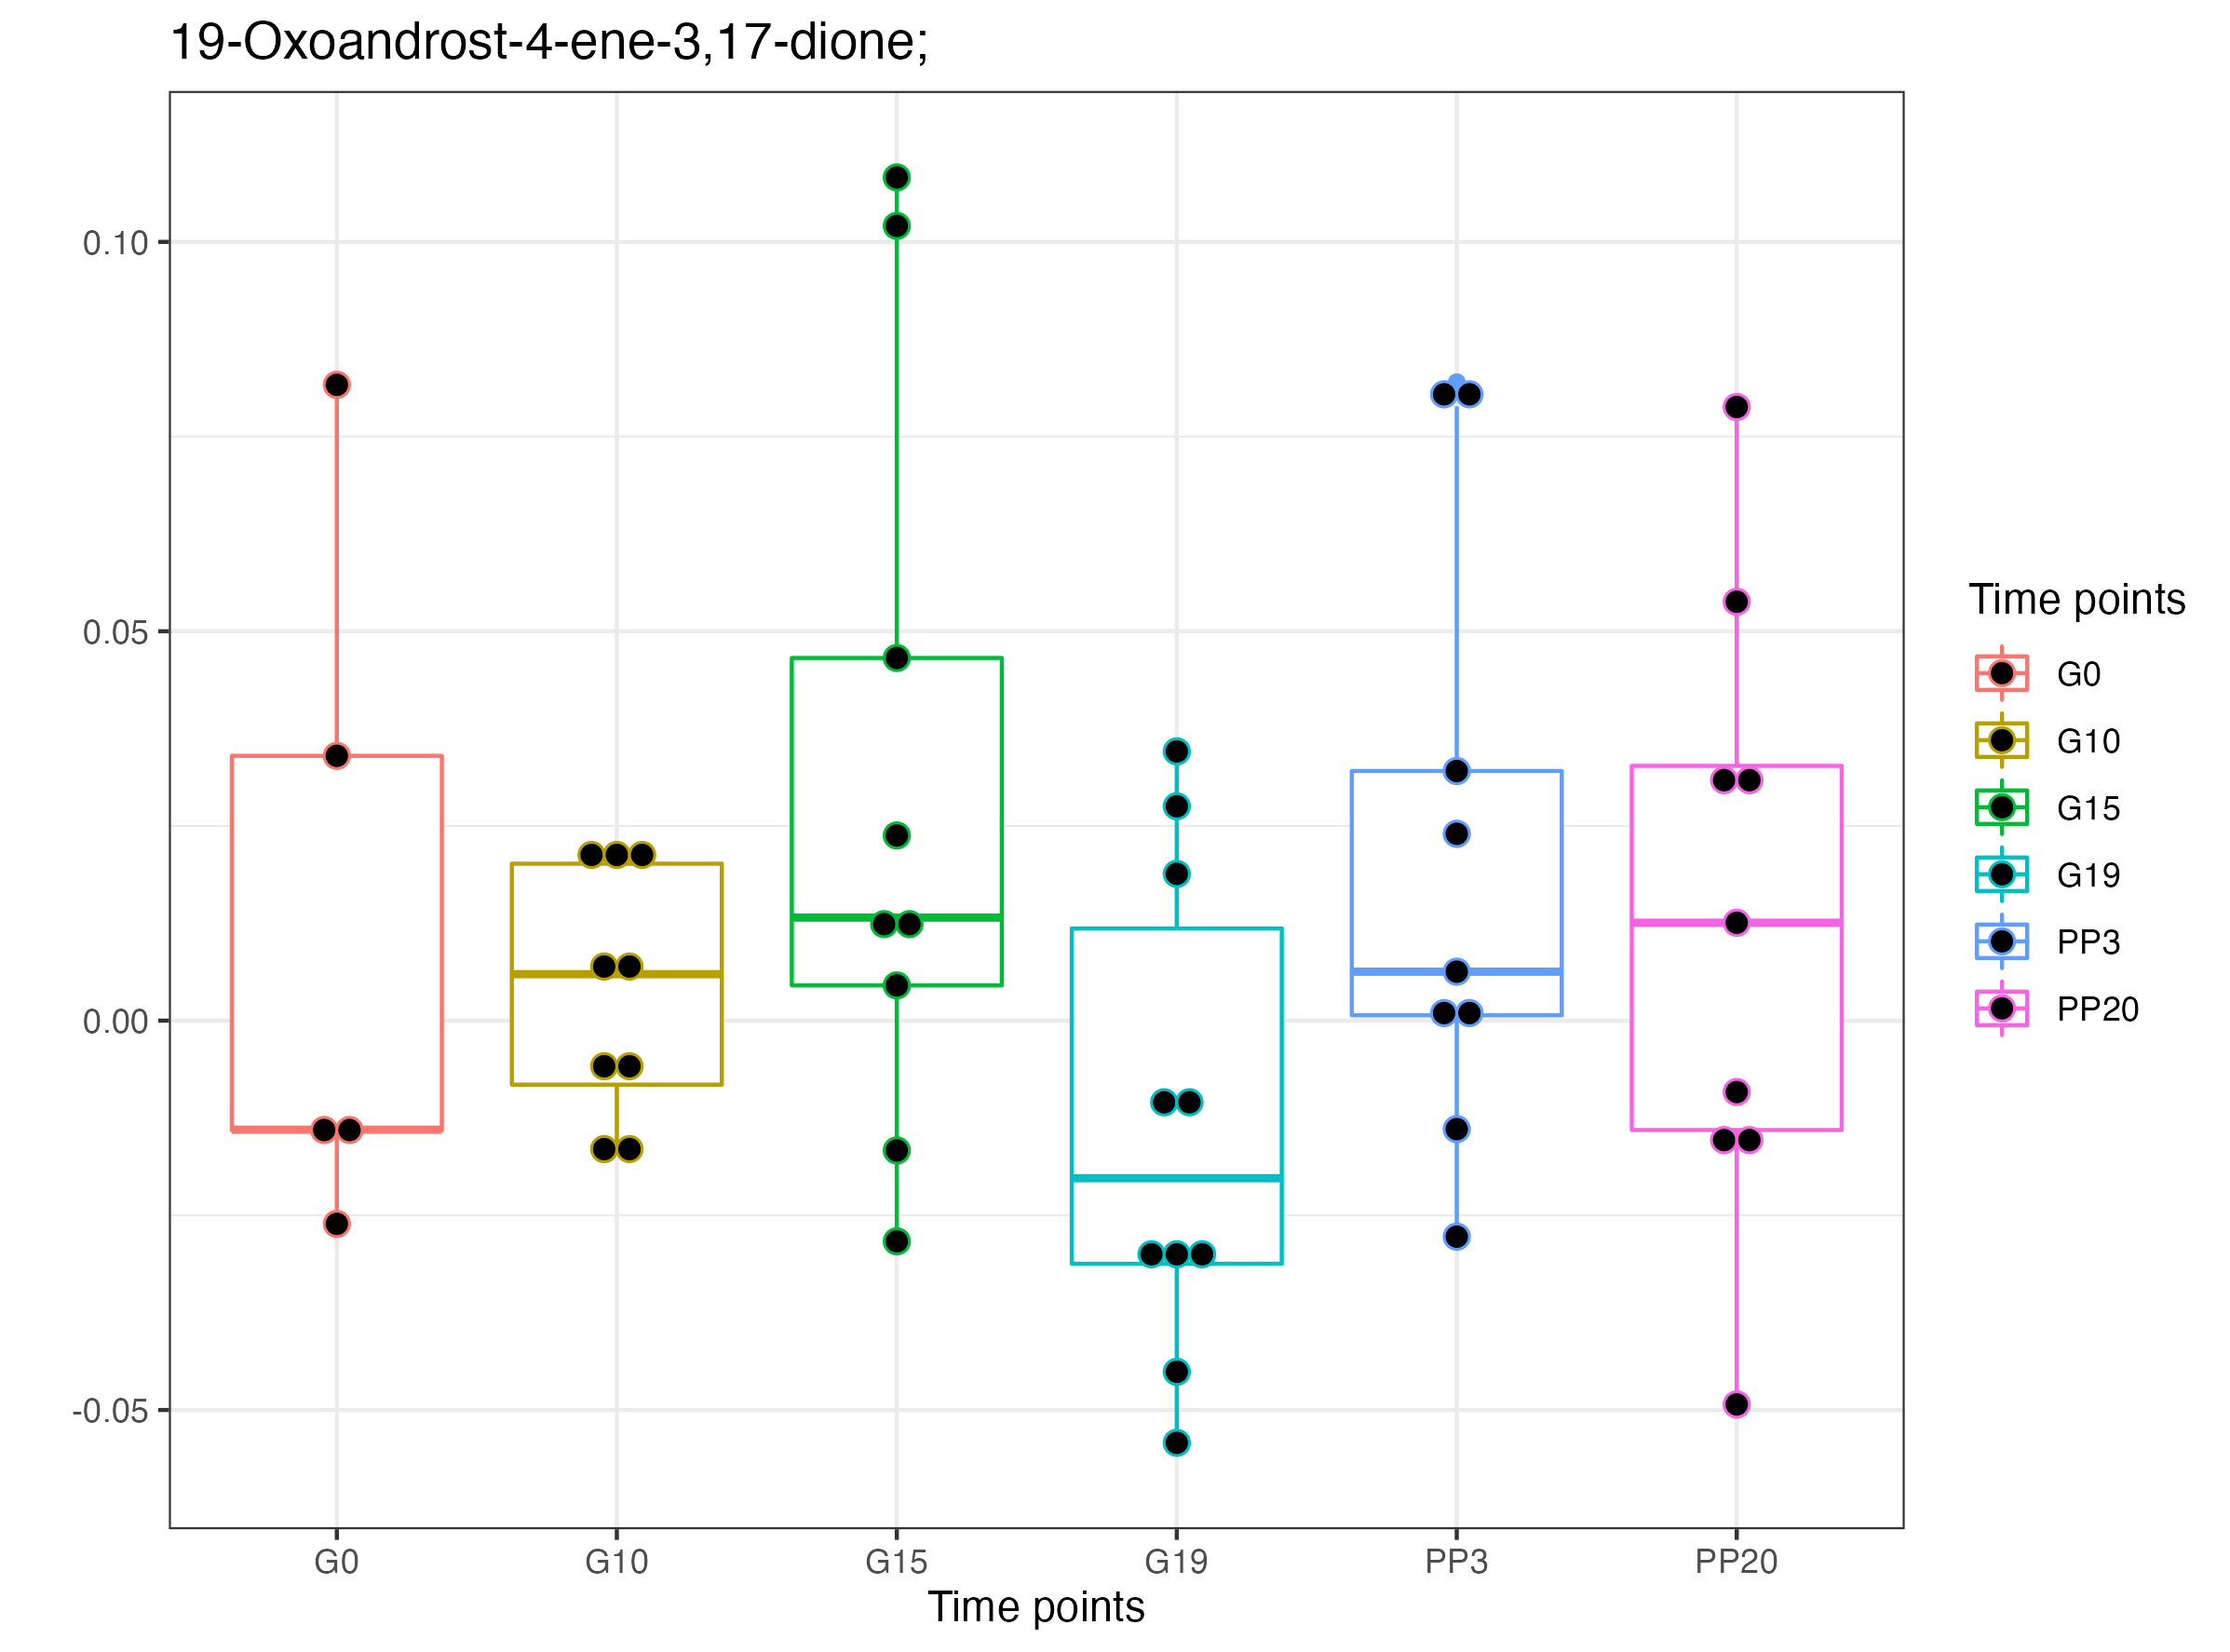 19-Oxoandrost-4-ene-3,17-dione;
0.10
0.05
0.00
-0.05
G0
G10
G15
G19
PP3
PP20
Time points
Time points
G0
G10
G15
G19
PP3
PP20